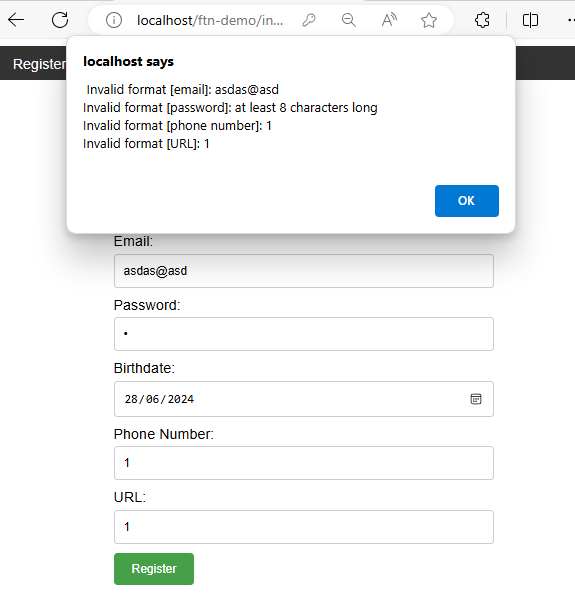 localhost/ftn-demo/in...
Register
localhost says
Invalid format [email]: asdas@asd
Invalid format [password]: at least 8 characters long
Invalid format [phone number]: 1
Invalid format [URL]: 1
OK
Email:
asdas@asd
Password:
•
Birthdate:
28/06/2024
Phone Number:
1
URL:
1
Register